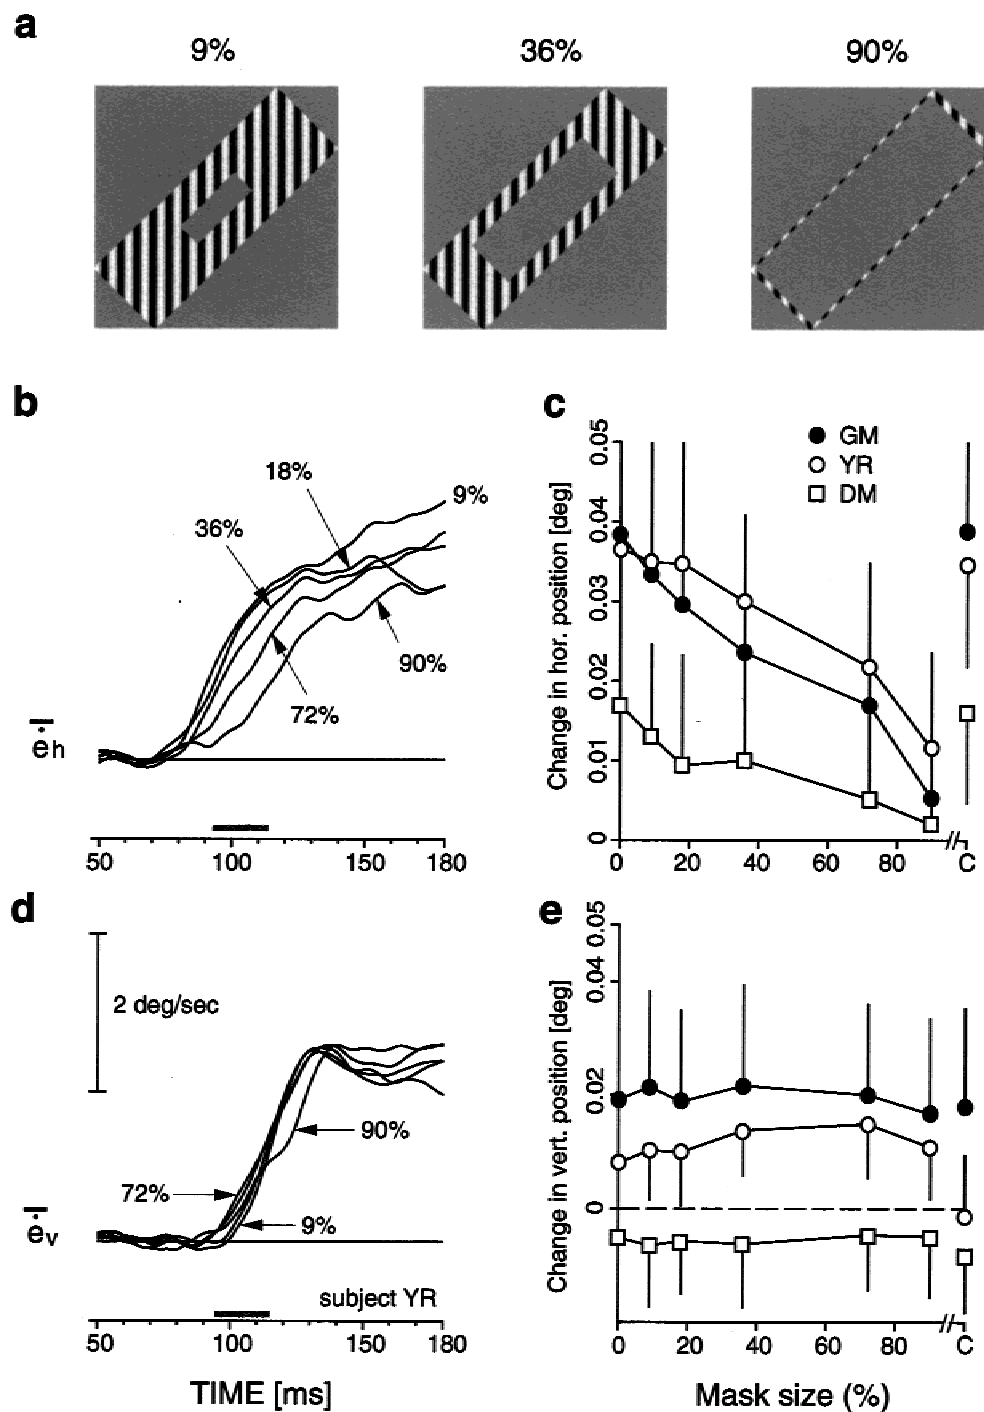 a
9% 36% 90%
b
18%
9%
36%
90%
72%
ėh
50 100 150 180
c
GM
YR
DM
Change in hor. position [deg]
0 0.01 0.02 0.03 0.04 0.05
0 20 40 60 80 C
d
2 deg/sec
90%
72%
9%
ėv
subject YR
50 100 150 180
TIME [ms]
e
Change in vert. position [deg]
0 0.02 0.04 0.05
0 20 40 60 80 C
Mask size (%)